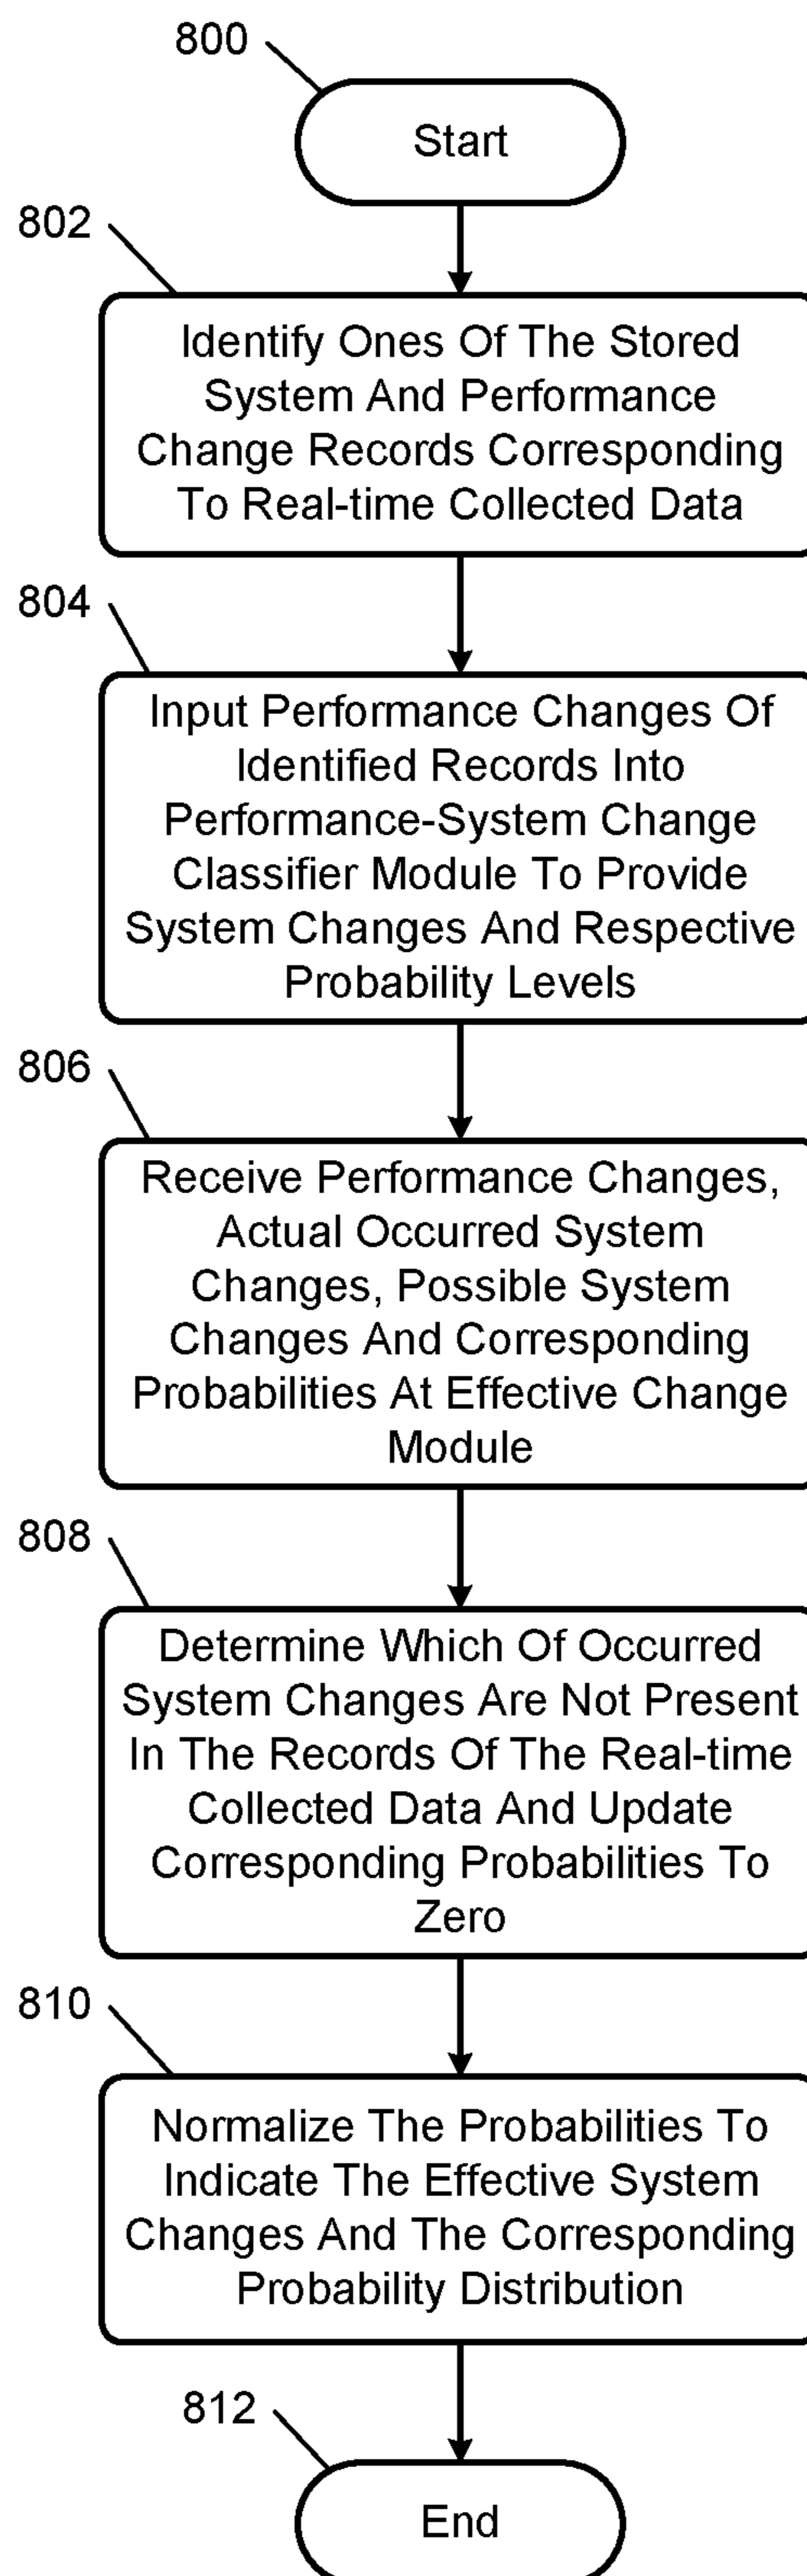 800
Start
802
Identify Ones Of The Stored
System And Performance
Change Records Corresponding
To Real-time Collected Data
804
Input Performance Changes Of
Identified Records Into
Performance-System Change
Classifier Module To Provide
System Changes And Respective
Probability Levels
806
Receive Performance Changes,
Actual Occurred System
Changes, Possible System
Changes And Corresponding
Probabilities At Effective Change
Module
808
Determine Which Of Occurred
System Changes Are Not Present
In The Records Of The Real-time
Collected Data And Update
Corresponding Probabilities To
Zero
810
Normalize The Probabilities To
Indicate The Effective System
Changes And The Corresponding
Probability Distribution
812
End